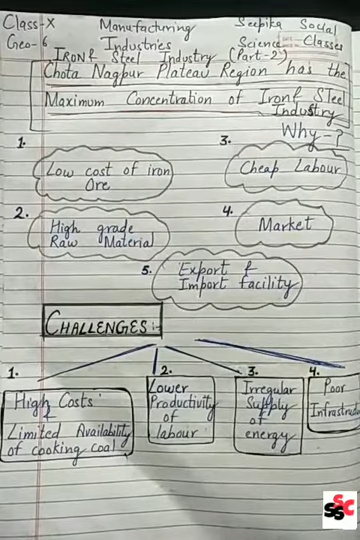 Class-X Manufacturing Seepika Social
Geo-6 Industries Science Classes
Iron & Steel Industry (Part-2)
Chota Nagpur Plateau Region has the
Maximum Concentration of Iron & Steel
Industry
Why-?
1.
Low cost of iron
Ore
3.
Cheap Labour
2.
High grade
Raw Material
4.
Market
5.
Export &
Import facility
CHALLENGES:-
1.
High Costs
&
Limited Availability
of cooking coal
2.
Lower
Productivity
of
labour
3.
Irregular
Supply
of
energy
4.
Poor
SSC